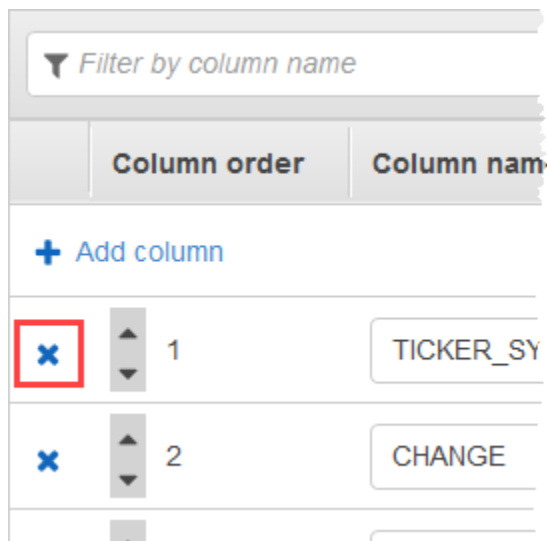 Filter by column name
Column order Column nam
Add column
1 TICKER_SY
2 CHANGE